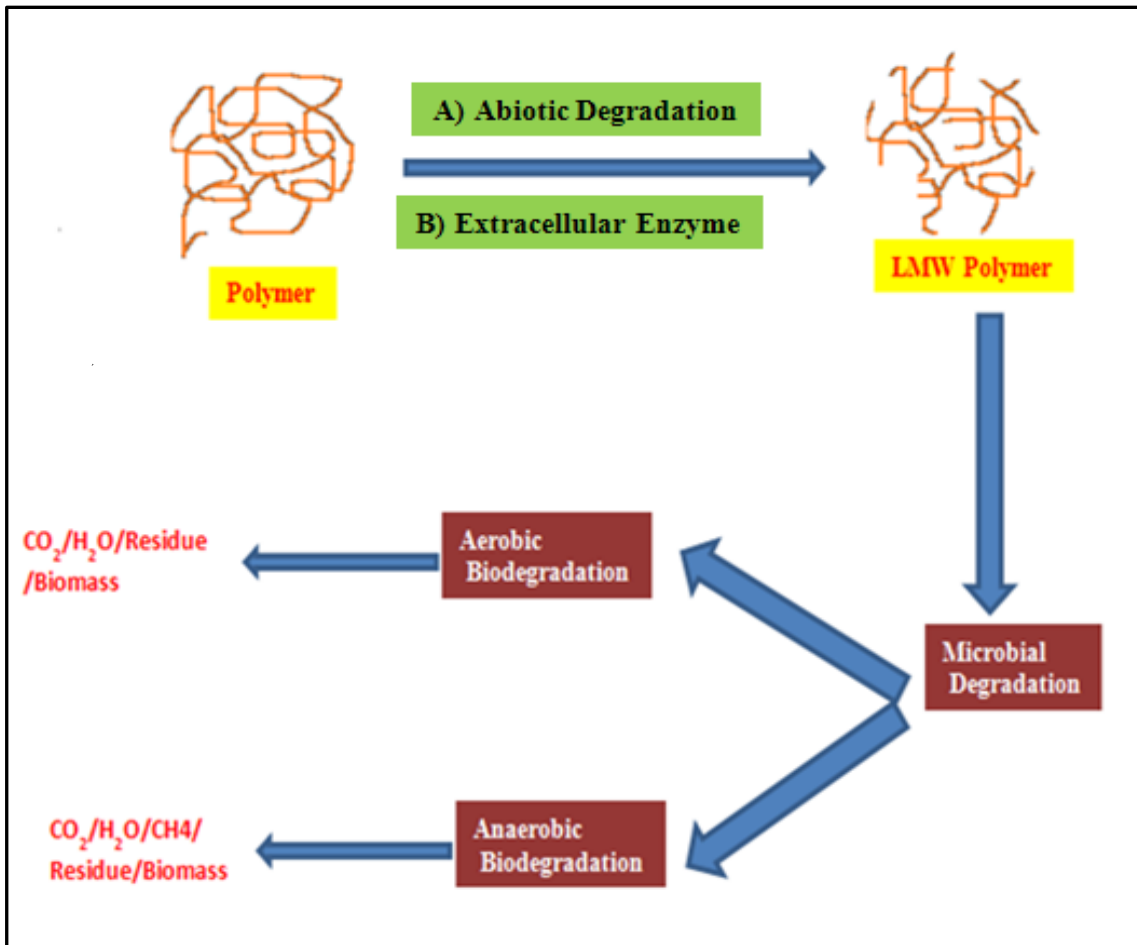 A) Abiotic Degradation
B) Extracellular Enzyme
Polymer
LMW Polymer
CO₂/H₂O/Residue
/Biomass
Aerobic
Biodegradation
Microbial
Degradation
CO₂/H₂O/CH4/
Residue/Biomass
Anaerobic
Biodegradation